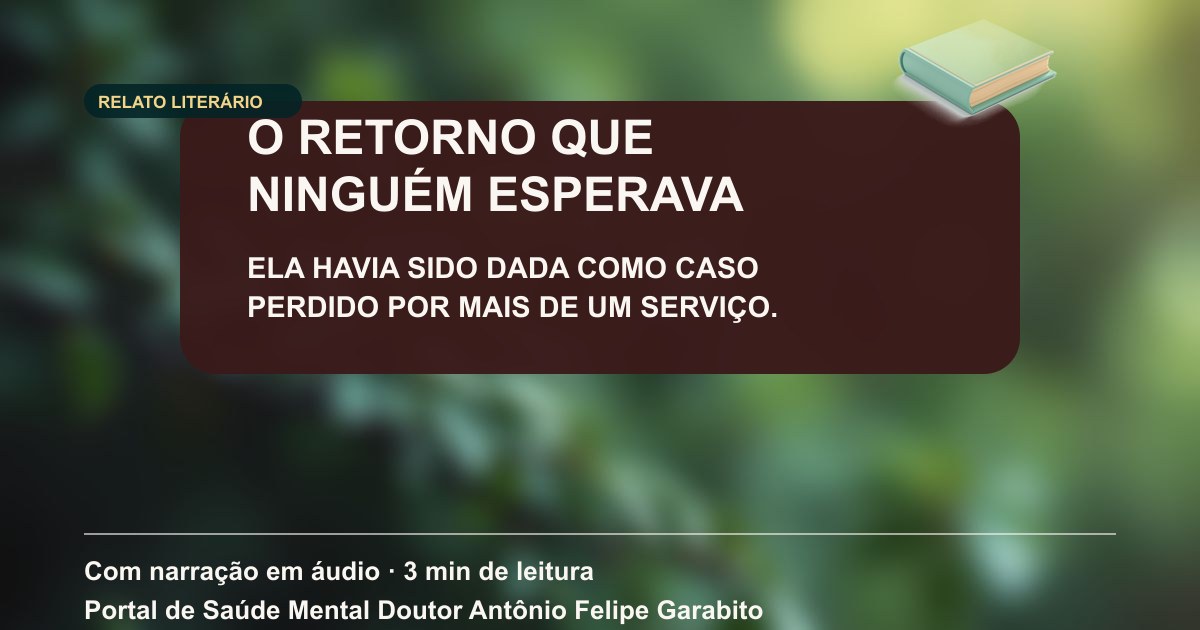 RELATO LITERÁRIO
O RETORNO QUE
NINGUÉM ESPERAVA
ELA HAVIA SIDO DADA COMO CASO
PERDIDO POR MAIS DE UM SERVIÇO.
Com narração em áudio · 3 min de leitura
Portal de Saúde Mental Doutor Antônio Felipe Garabito